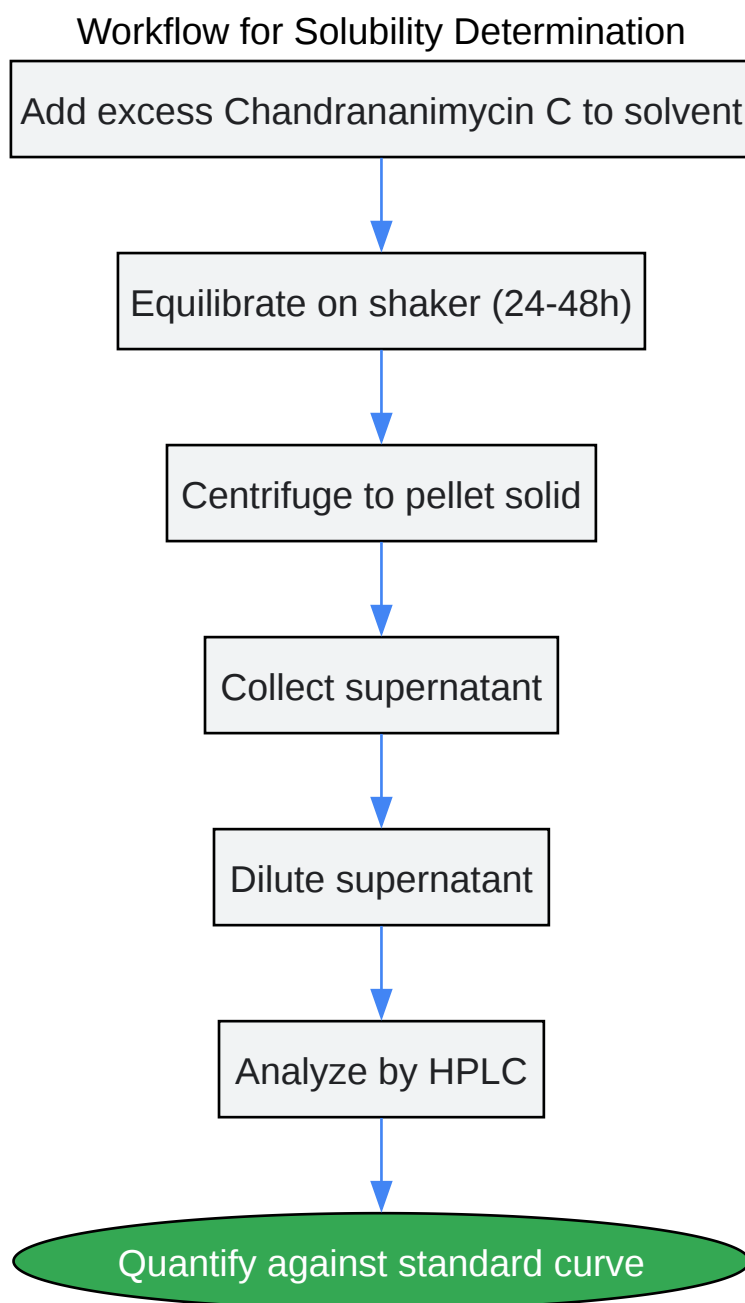 Workflow for Solubility Determination
Add excess Chandrananimycin C to solvent
Equilibrate on shaker (24-48h)
Centrifuge to pellet solid
Collect supernatant
Dilute supernatant
Analyze by HPLC
Quantify against standard curve